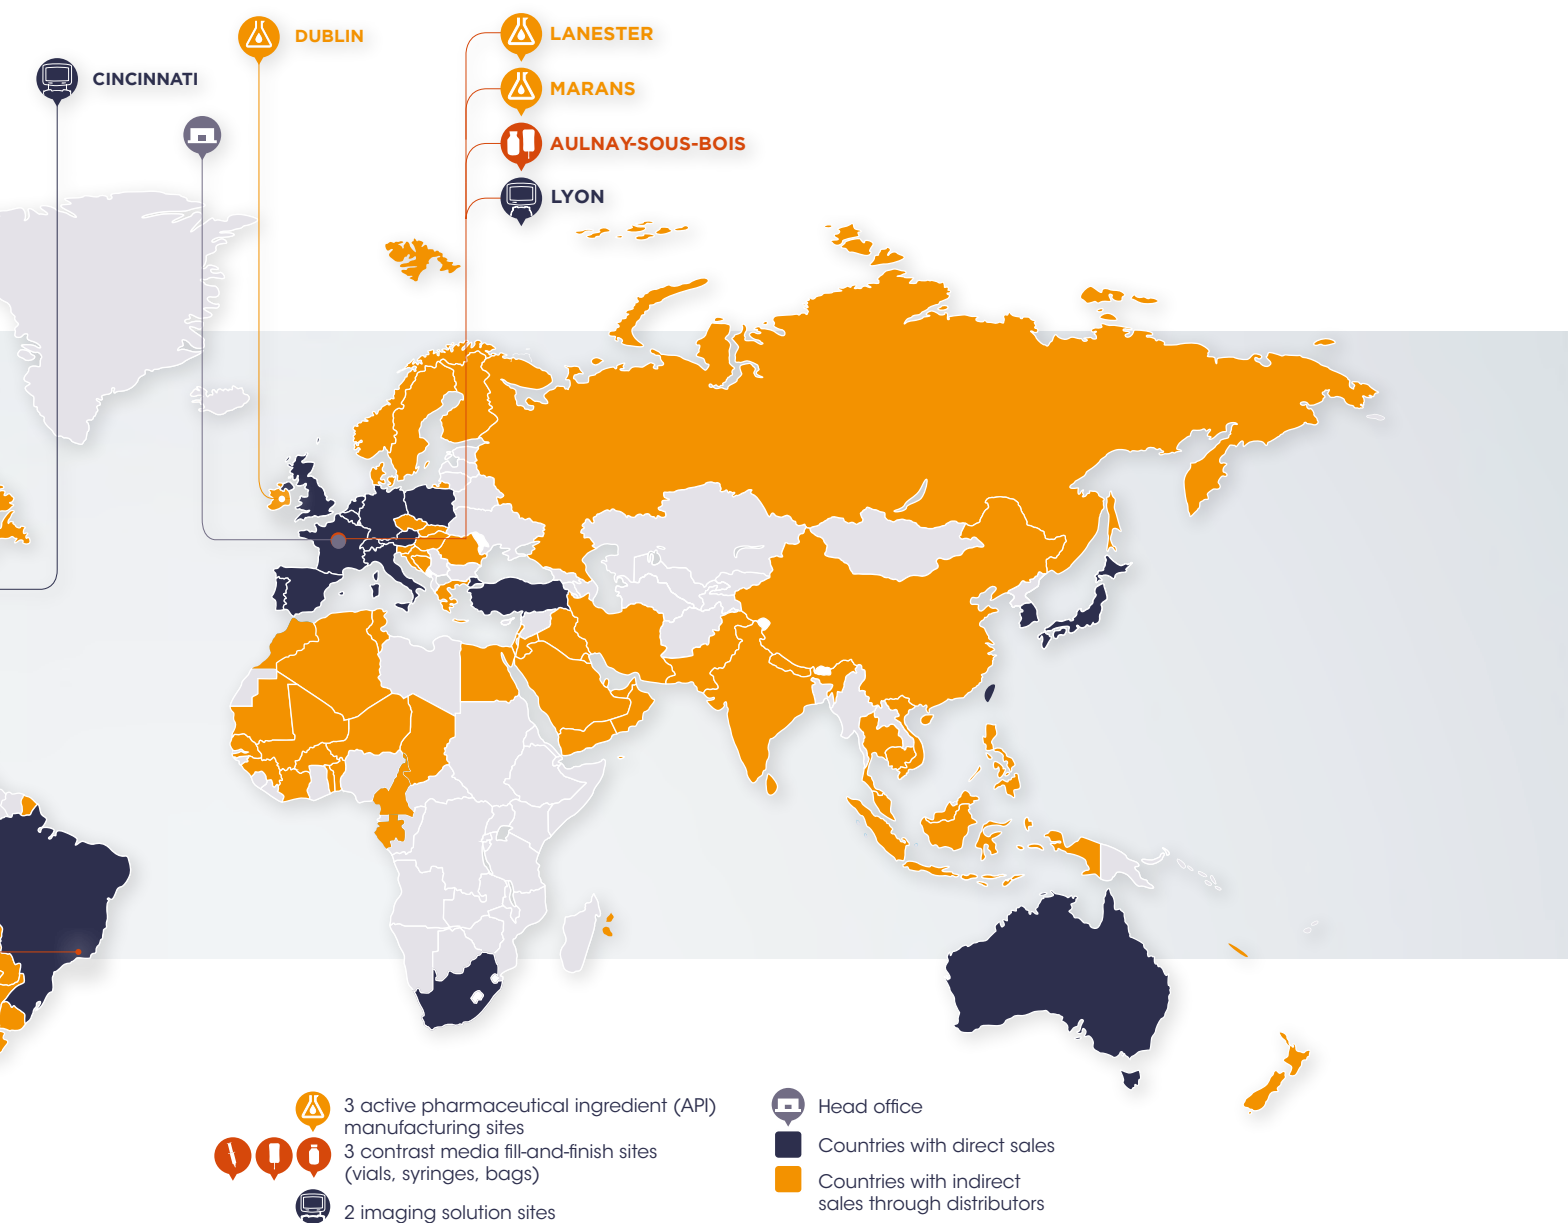 DUBLIN
LANESTER
CINCINNATI
MARANS
AULNAY-SOUS-BOIS
LYON
3 active pharmaceutical ingredient (API)
manufacturing sites
3 contrast media fill-and-finish sites
(vials, syringes, bags)
2 imaging solution sites
Head office
Countries with direct sales
Countries with indirect
sales through distributors